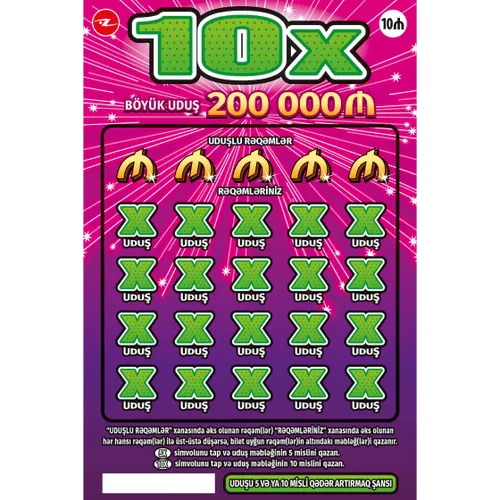 10X
10₼
BÖYÜK UDUŞ 200 000₼
UDUŞLU RƏQƏMLƏR
₼ ₼ ₼ ₼ ₼
RƏQƏMLƏRİNİZ
X X X X X
UDUŞ UDUŞ UDUŞ UDUŞ UDUŞ
X X X X X
UDUŞ UDUŞ UDUŞ UDUŞ UDUŞ
X X X X X
UDUŞ UDUŞ UDUŞ UDUŞ UDUŞ
X X X X X
UDUŞ UDUŞ UDUŞ UDUŞ UDUŞ
"UDUŞLU RƏQƏMLƏR" xanasında əks olunan rəqəm(lər) "RƏQƏMLƏRİNİZ" xanasında əks olunan
hər hansı rəqəm(lər) ilə üst-üstə düşərsə, bilet uyğun rəqəm(lər)in altındakı məbləğ(lər)i qazanır.
5X simvolunu tap və uduş məbləğinin 5 mislini qazan.
10X simvolunu tap və uduş məbləğinin 10 mislini qazan.
UDUŞU 5 VƏ YA 10 MİSLİ QƏDƏR ARTIRMAQ ŞANSI